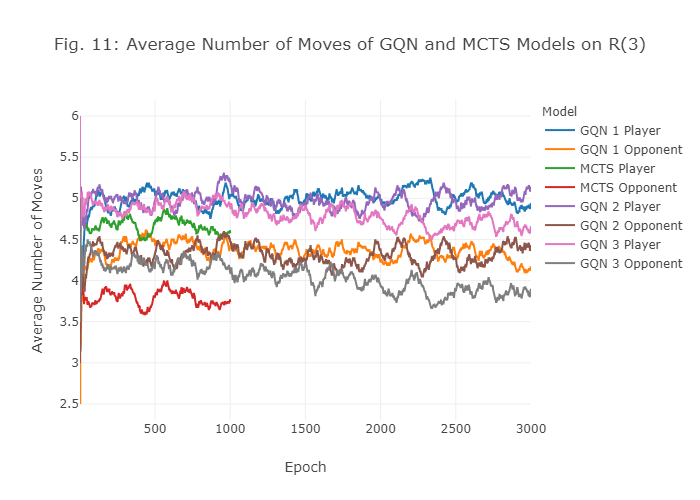 Fig. 11: Average Number of Moves of GQN and MCTS Models on R(3)
Average Number of Moves
6
5.5
5
4.5
4
3.5
3
2.5
500
1000
1500
2000
2500
3000
Epoch
Model
GQN 1 Player
GQN 1 Opponent
MCTS Player
MCTS Opponent
GQN 2 Player
GQN 2 Opponent
GQN 3 Player
GQN 3 Opponent